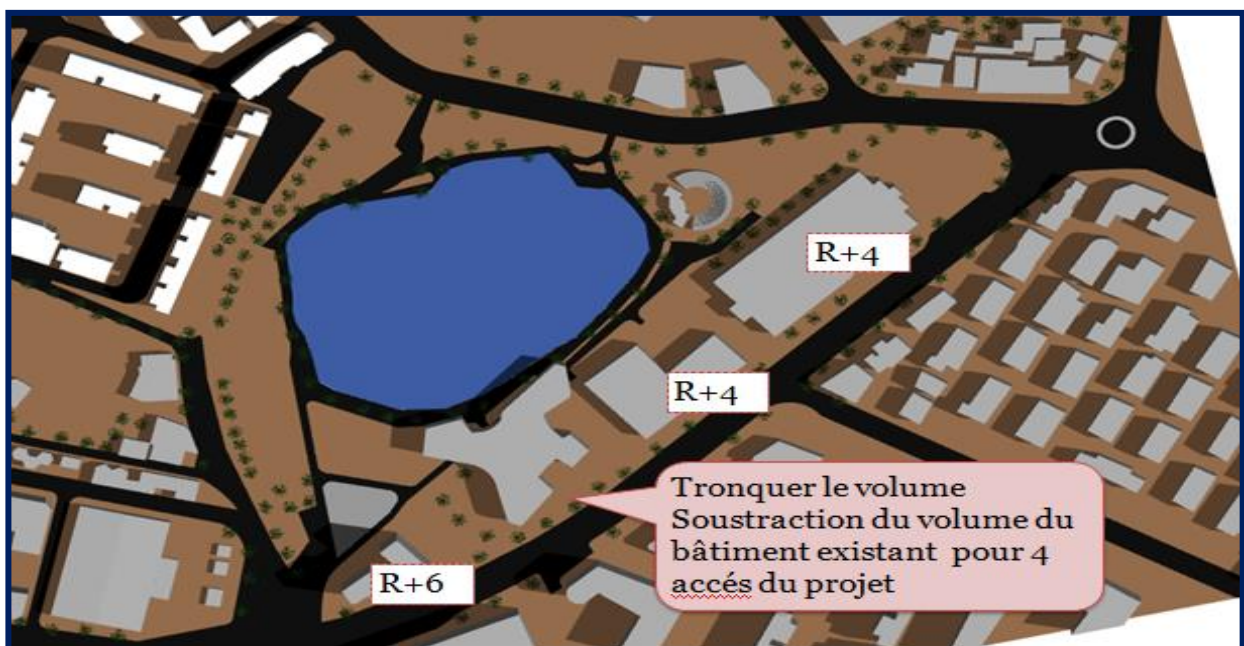 R+4
R+4
Tronquer le volume
Soustraction du volume du
bâtiment existant pour 4
accés du projet
R+6